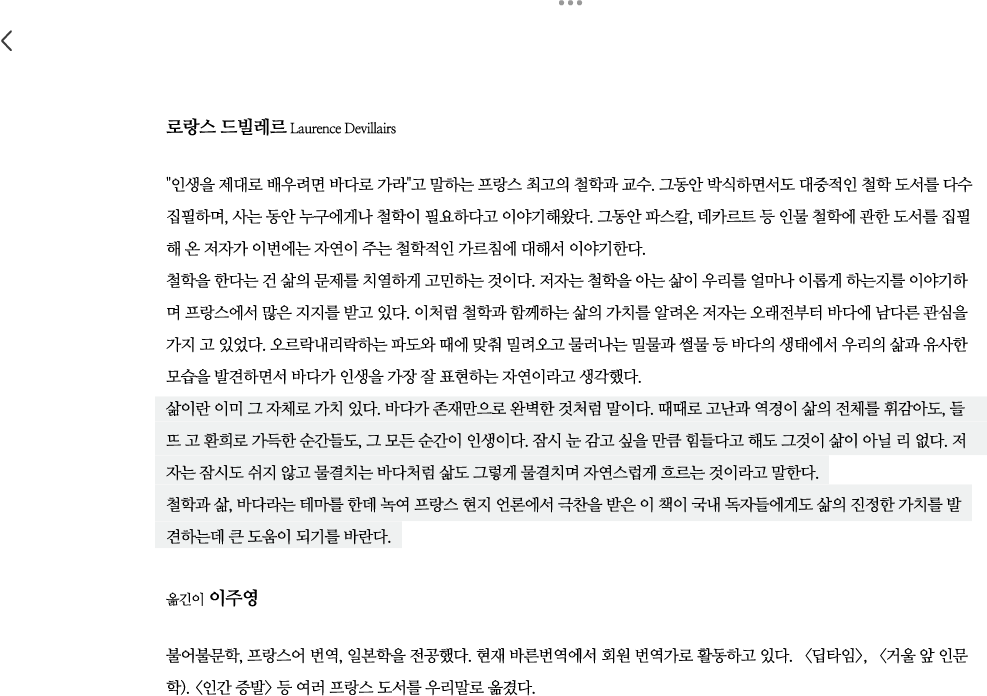 로랑스 드빌레르 Laurence Devillairs
"인생을 제대로 배우려면 바다로 가라"고 말하는 프랑스 최고의 철학과 교수. 그동안 박식하면서도 대중적인 철학 도서를 다수
집필하며, 사는 동안 누구에게나 철학이 필요하다고 이야기해왔다. 그동안 파스칼, 데카르트 등 인물 철학에 관한 도서를 집필
해 온 저자가 이번에는 자연이 주는 철학적인 가르침에 대해서 이야기한다.
철학을 한다는 건 삶의 문제를 치열하게 고민하는 것이다. 저자는 철학을 아는 삶이 우리를 얼마나 이롭게 하는지를 이야기하
며 프랑스에서 많은 지지를 받고 있다. 이처럼 철학과 함께하는 삶의 가치를 알려온 저자는 오래전부터 바다에 남다른 관심을
가지 고 있었다. 오르락내리락하는 파도와 때에 맞춰 밀려오고 물러나는 밀물과 썰물 등 바다의 생태에서 우리의 삶과 유사한
모습을 발견하면서 바다가 인생을 가장 잘 표현하는 자연이라고 생각했다.
삶이란 이미 그 자체로 가치 있다. 바다가 존재만으로 완벽한 것처럼 말이다. 때때로 고난과 역경이 삶의 전체를 휘감아도, 들
뜨 고 환희로 가득한 순간들도, 그 모든 순간이 인생이다. 잠시 눈 감고 싶을 만큼 힘들다고 해도 그것이 삶이 아닐 리 없다. 저
자는 잠시도 쉬지 않고 물결치는 바다처럼 삶도 그렇게 물결치며 자연스럽게 흐르는 것이라고 말한다.
철학과 삶, 바다라는 테마를 한데 녹여 프랑스 현지 언론에서 극찬을 받은 이 책이 국내 독자들에게도 삶의 진정한 가치를 발
견하는데 큰 도움이 되기를 바란다.
옮긴이 이주영
불어불문학, 프랑스어 번역, 일본학을 전공했다. 현재 바른번역에서 회원 번역가로 활동하고 있다. 〈딥타임〉, 〈거울 앞 인문
학〉. 〈인간 증발〉 등 여러 프랑스 도서를 우리말로 옮겼다.